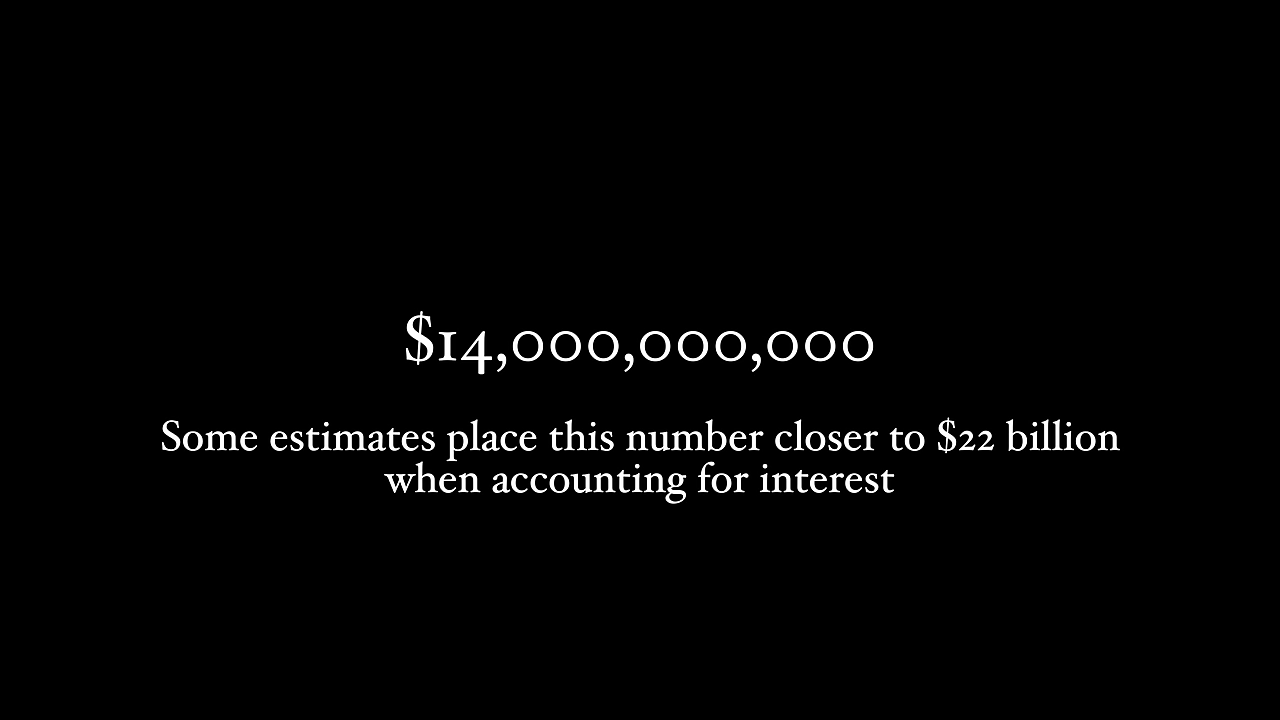 $14,000,000,000
Some estimates place this number closer to $22 billion
when accounting for interest